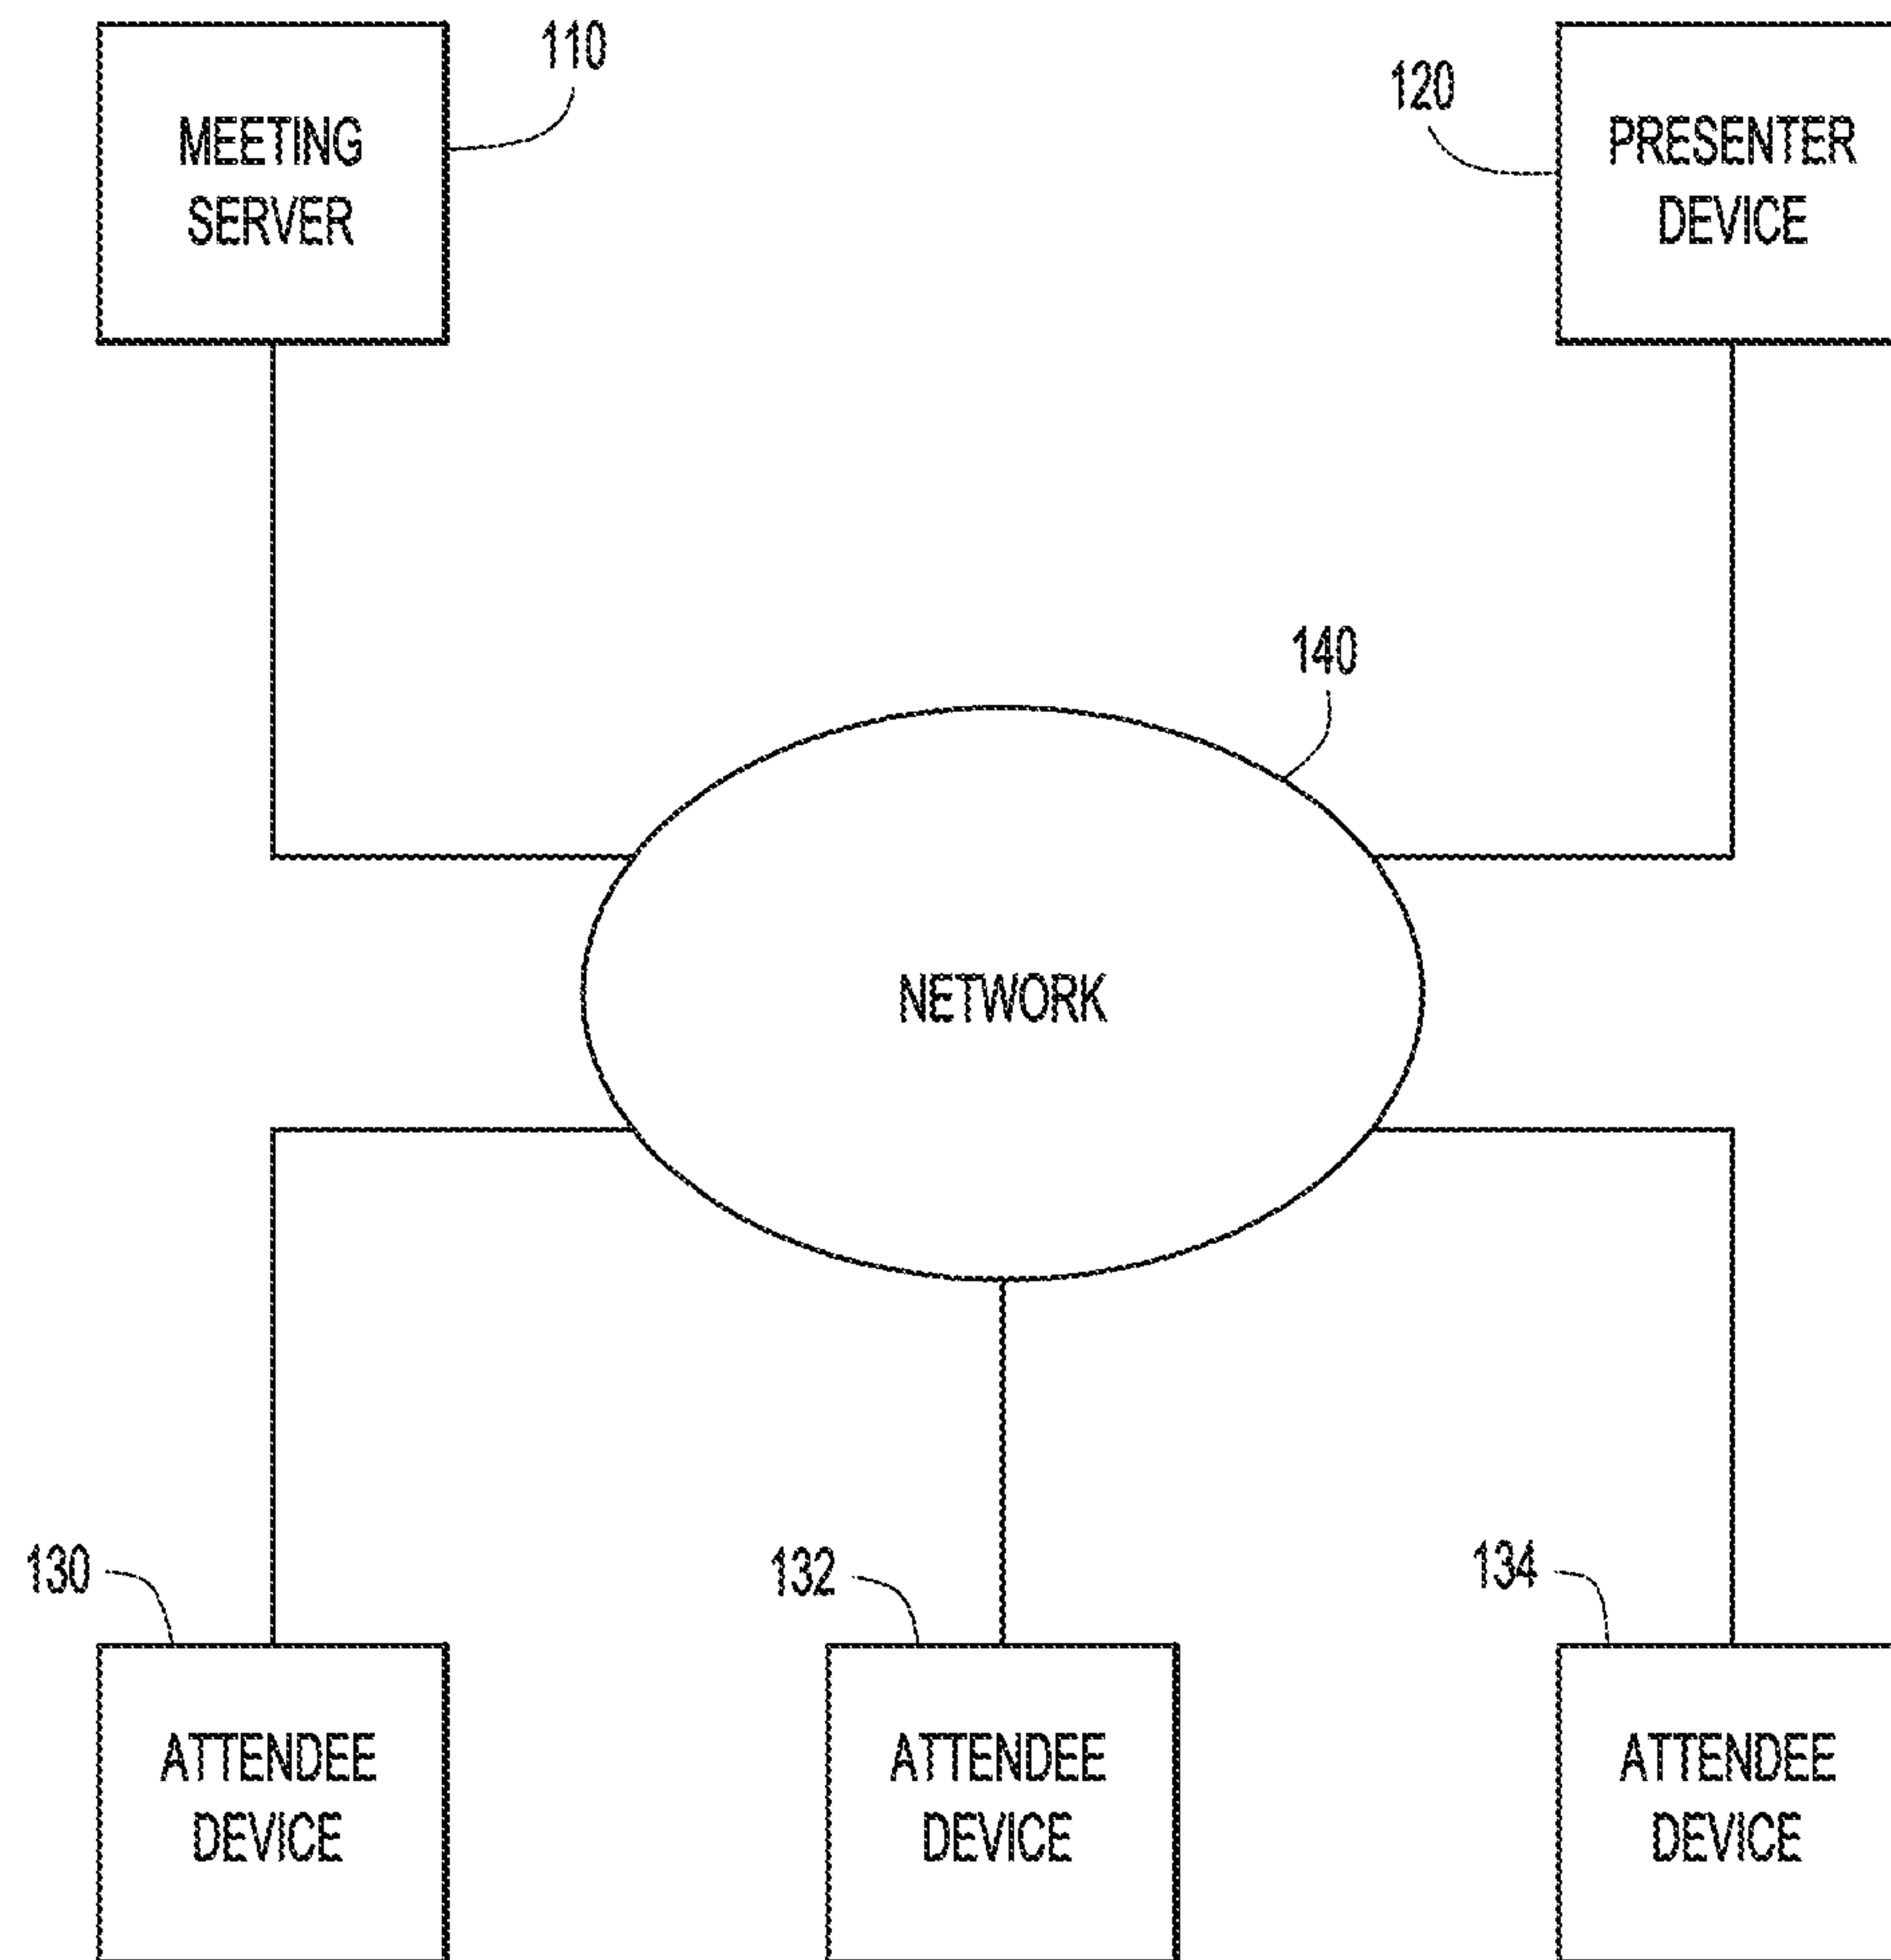 110
120
MEETING
SERVER
PRESENTER
DEVICE
140
NETWORK
130
132
134
ATTENDEE
DEVICE
ATTENDEE
DEVICE
ATTENDEE
DEVICE